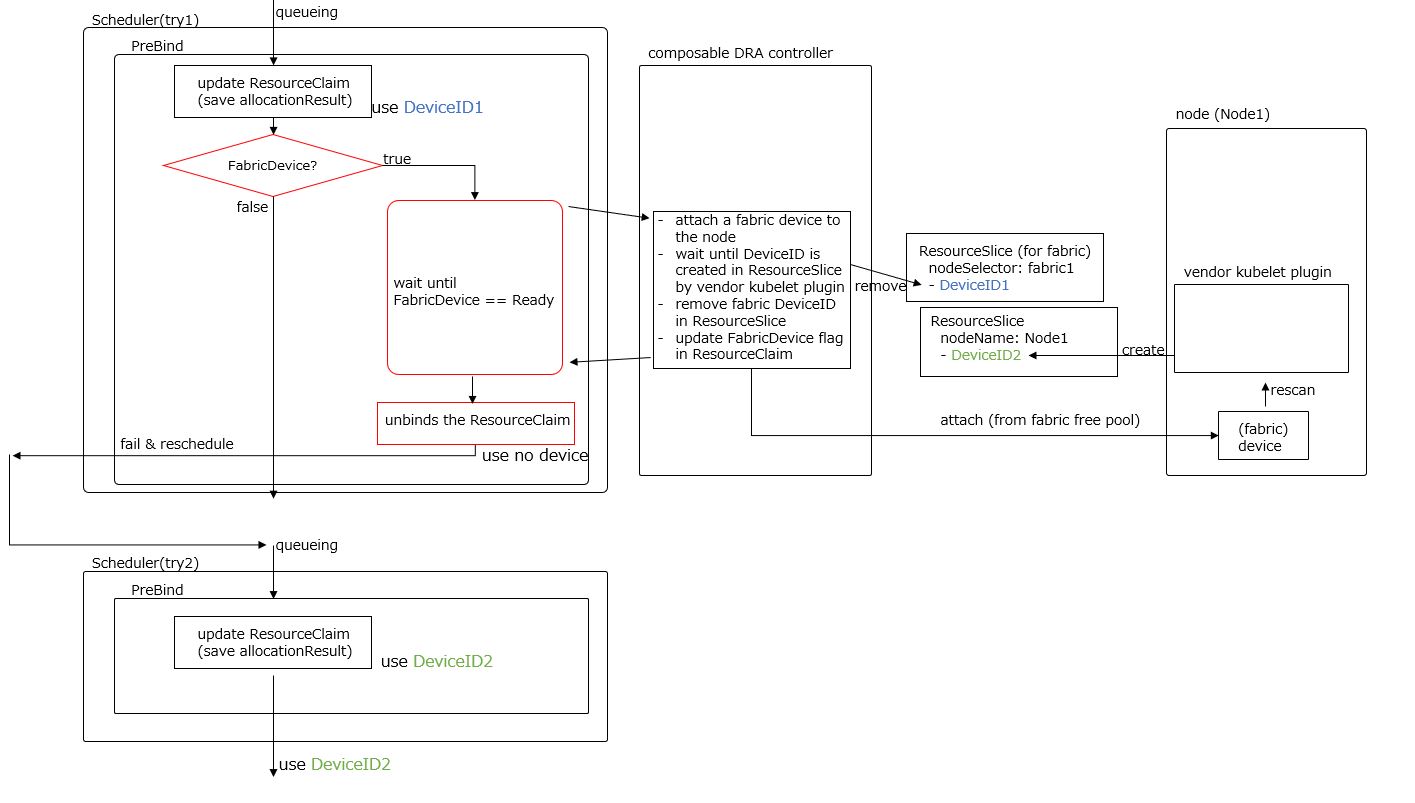 queueing
Scheduler(try1)
PreBind
update ResourceClaim
(save allocationResult)
use DeviceID1
FabricDevice?
true
false
wait until
FabricDevice == Ready
unbinds the ResourceClaim
fail & reschedule
use no device
composable DRA controller
- attach a fabric device to
the node
- wait until DeviceID is
created in ResourceSlice
by vendor kubelet plugin
- remove fabric DeviceID
in ResourceSlice
- update FabricDevice flag
in ResourceClaim
remove
ResourceSlice (for fabric)
nodeSelector: fabric1
- DeviceID1
ResourceSlice
nodeName: Node1
- DeviceID2
create
node (Node1)
vendor kubelet plugin
rescan
attach (from fabric free pool)
(fabric)
device
queueing
Scheduler(try2)
PreBind
update ResourceClaim
(save allocationResult)
use DeviceID2
use DeviceID2